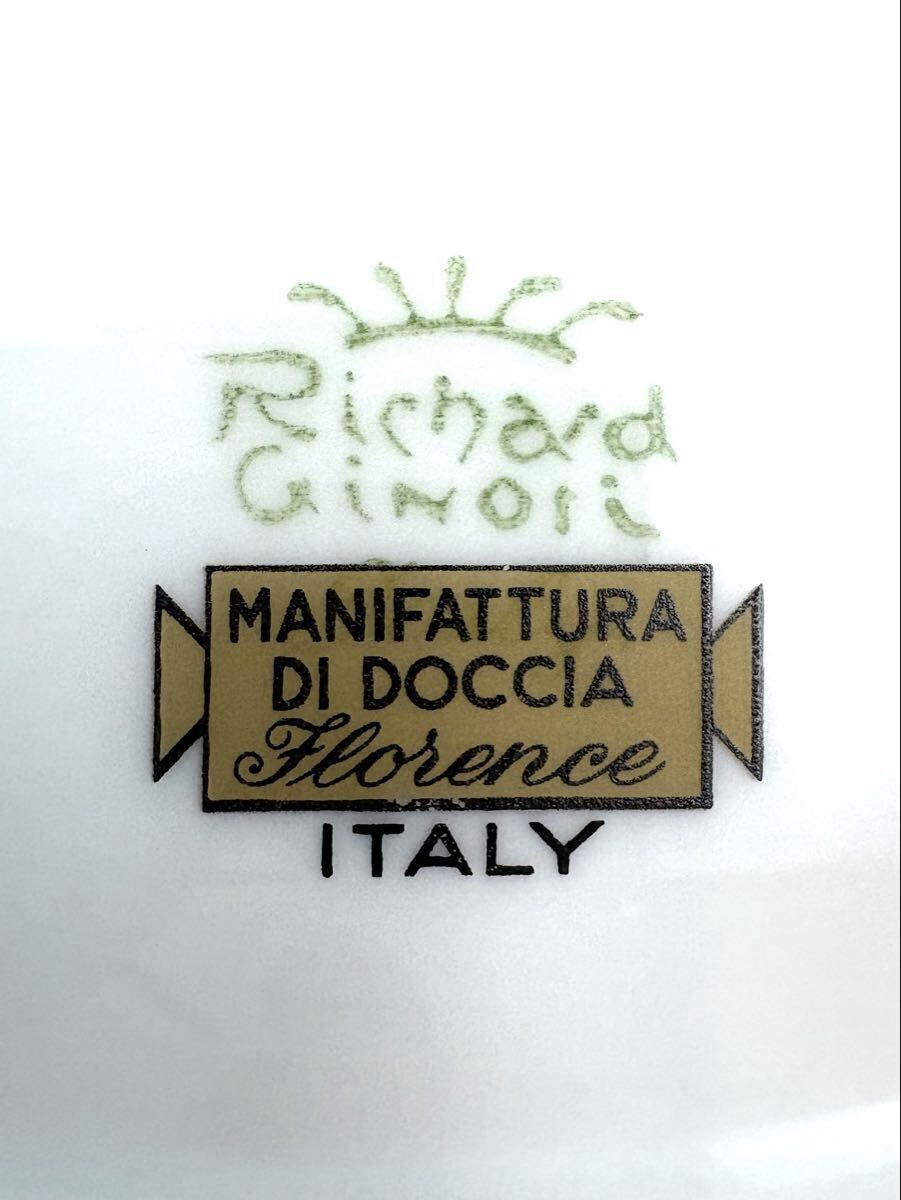 Richard
Ginori
MANIFATTURA
DI DOCCIA
Florence
ITALY